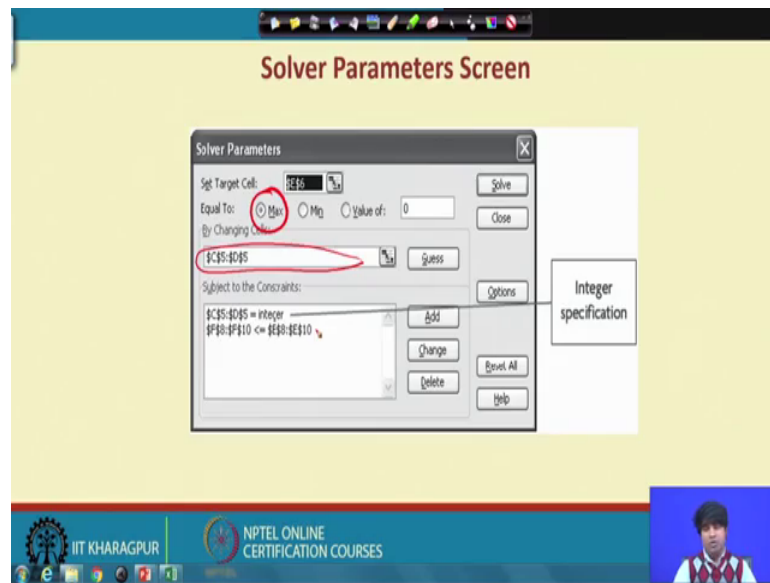 Solver Parameters Screen
Solver Parameters
Set Target Cell: $E$6
Equal To: Max Min Value of: 0
By Changing Cells:
$C$5:$D$5
Subject to the Constraints:
$C$5:$D$5 = integer
$F$8:$F$10 <= $E$8:$E$10
Guess
Add
Change
Delete
Solve
Close
Options
Reset All
Help
Integer
specification
IIT KHARAGPUR
NPTEL ONLINE
CERTIFICATION COURSES